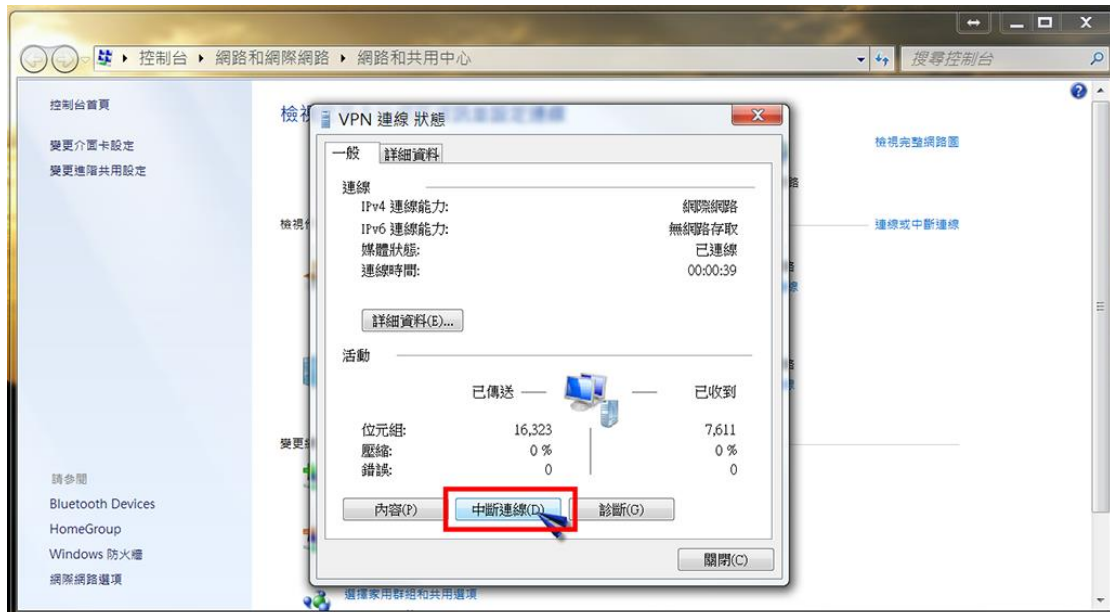 控制台 ▸ 網路和網際網路 ▸ 網路和共用中心
搜尋控制台
控制台首頁
變更介面卡設定
變更進階共用設定
檢視
VPN 連線 狀態
檢視完整網路圖
一般
詳細資料
連線
IPv4 連線能力: 網際網路
IPv6 連線能力: 無網路存取
媒體狀態: 已連線
連線時間: 00:00:39
路
檢視
連線或中斷連線
詳細資料(E)...
活動
已傳送
已收到
位元組: 16,323 7,611
壓縮: 0 % 0 %
錯誤: 0 0
變更
內容(P)
中斷連線(D)
診斷(G)
關閉(C)
請參閱
Bluetooth Devices
HomeGroup
Windows 防火牆
網際網路選項
選擇家用群組和共用選項